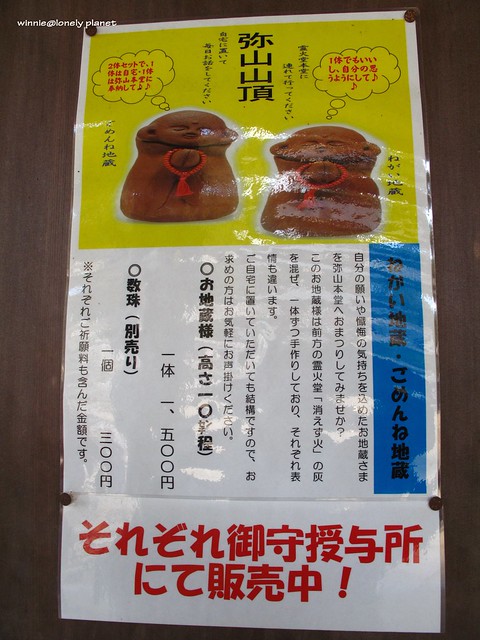 winnie@lonely planet
1体でもいい
し、自分の思
うようにして♪
♪
ねがい地蔵
霊火堂本堂に
連れて行ってください
弥山山頂
自宅に置いて
毎日お話をしてください
2体セットで、1
体は自宅・1体
は弥山本堂に
奉納して♪♪
ごめんね地蔵
ねがい地蔵・ごめんね地蔵
自分の願いや懺悔の気持ちを込めたお地蔵さま
を弥山本堂へおまつりしてみませんか?
このお地蔵様は前方の霊火堂「消えず火」の灰
を混ぜ、一体ずつ手作りしており、それぞれ表
情も違います。
ご自宅に置いていただいても結構ですので、お
求めの方はお気軽にお声掛けください。
〇お地蔵様(高さ一〇㌢程)
一体 一、五〇〇円
〇数珠(別売り)
一個 三〇〇円
※それぞれご祈願料も含んだ金額です。
それぞれ御守授与所
にて販売中!